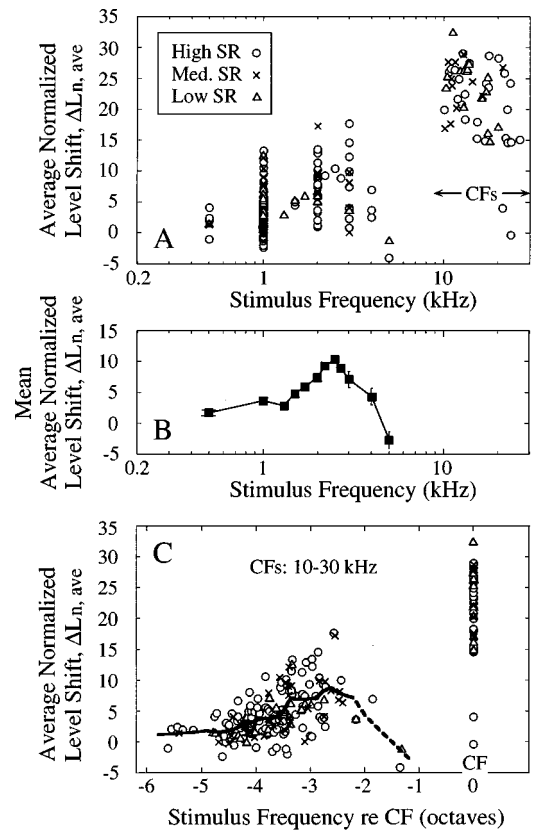 35
30
25
20
15
10
5
0
-5
Average Normalized
Level Shift, ΔLn, ave
High SR
Med. SR
Low SR
CFs
A
0.2
1
10
Stimulus Frequency (kHz)
15
10
5
0
-5
Mean
Average Normalized
Level Shift, ΔLn, ave
B
0.2
1
10
Stimulus Frequency (kHz)
35
30
25
20
15
10
5
0
-5
Average Normalized
Level Shift, ΔLn, ave
C
CFs: 10-30 kHz
CF
-6
-5
-4
-3
-2
-1
0
Stimulus Frequency re CF (octaves)